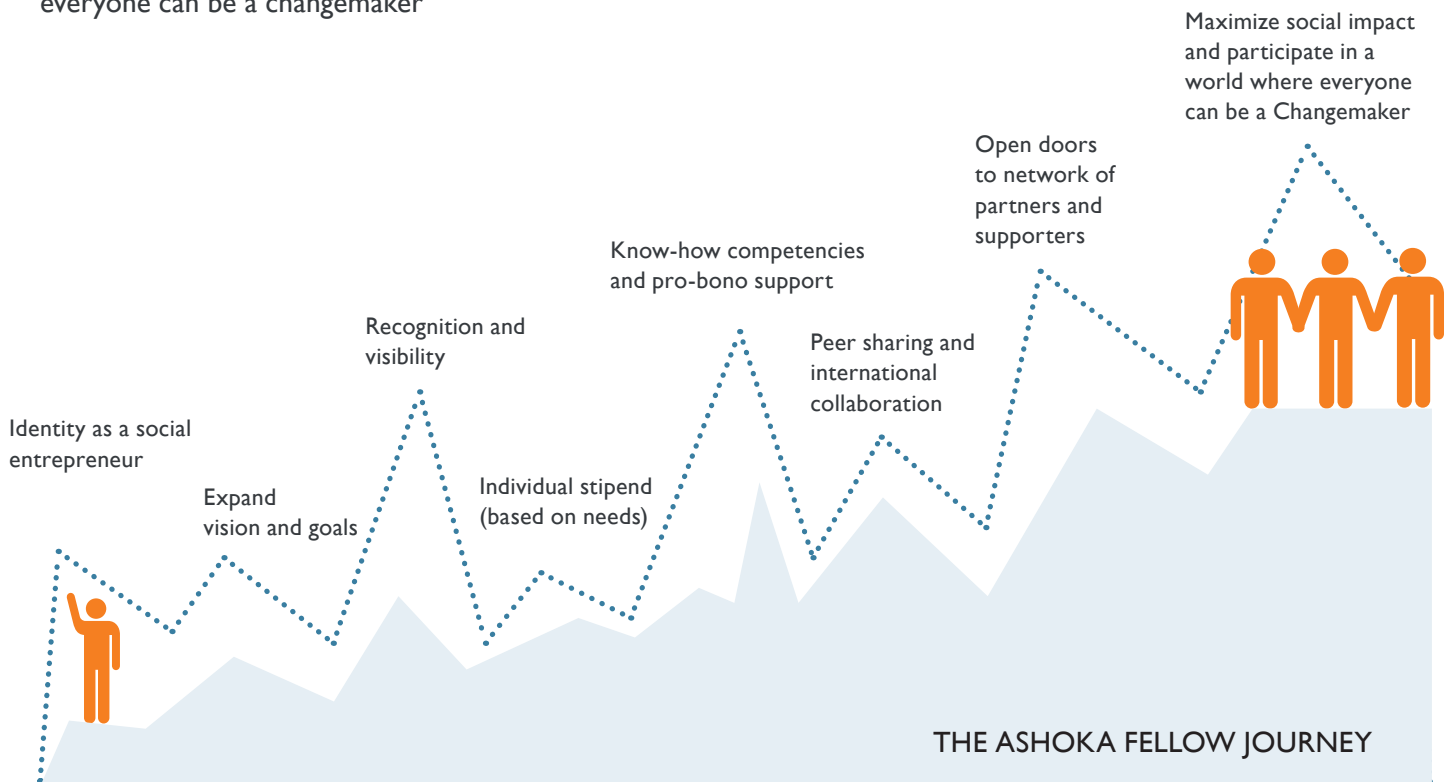 everyone can be a changemaker
Identity as a social
entrepreneur
Expand
vision and goals
Recognition and
visibility
Individual stipend
(based on needs)
Know-how competencies
and pro-bono support
Peer sharing and
international
collaboration
Open doors
to network of
partners and
supporters
Maximize social impact
and participate in a
world where everyone
can be a Changemaker
THE ASHOKA FELLOW JOURNEY